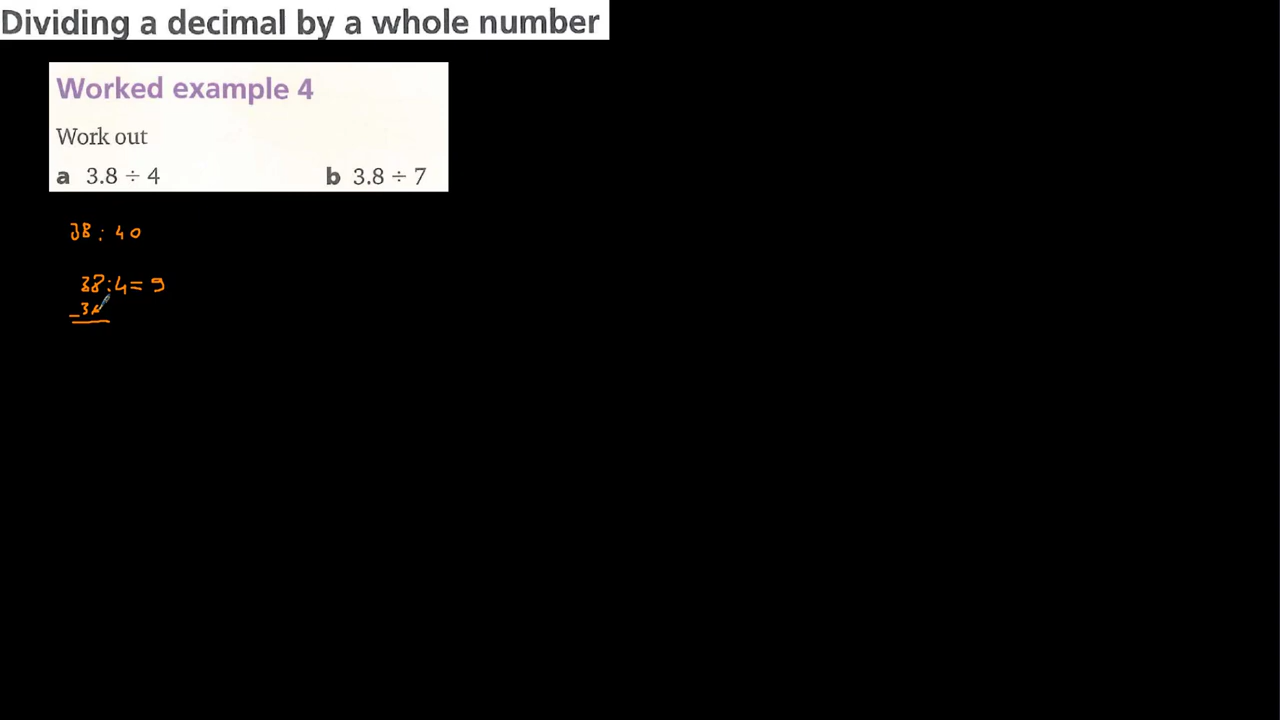 Dividing a decimal by a whole number
Worked example 4
Work out
a 3.8 ÷ 4 b 3.8 ÷ 7
38 : 40
38:4= 9